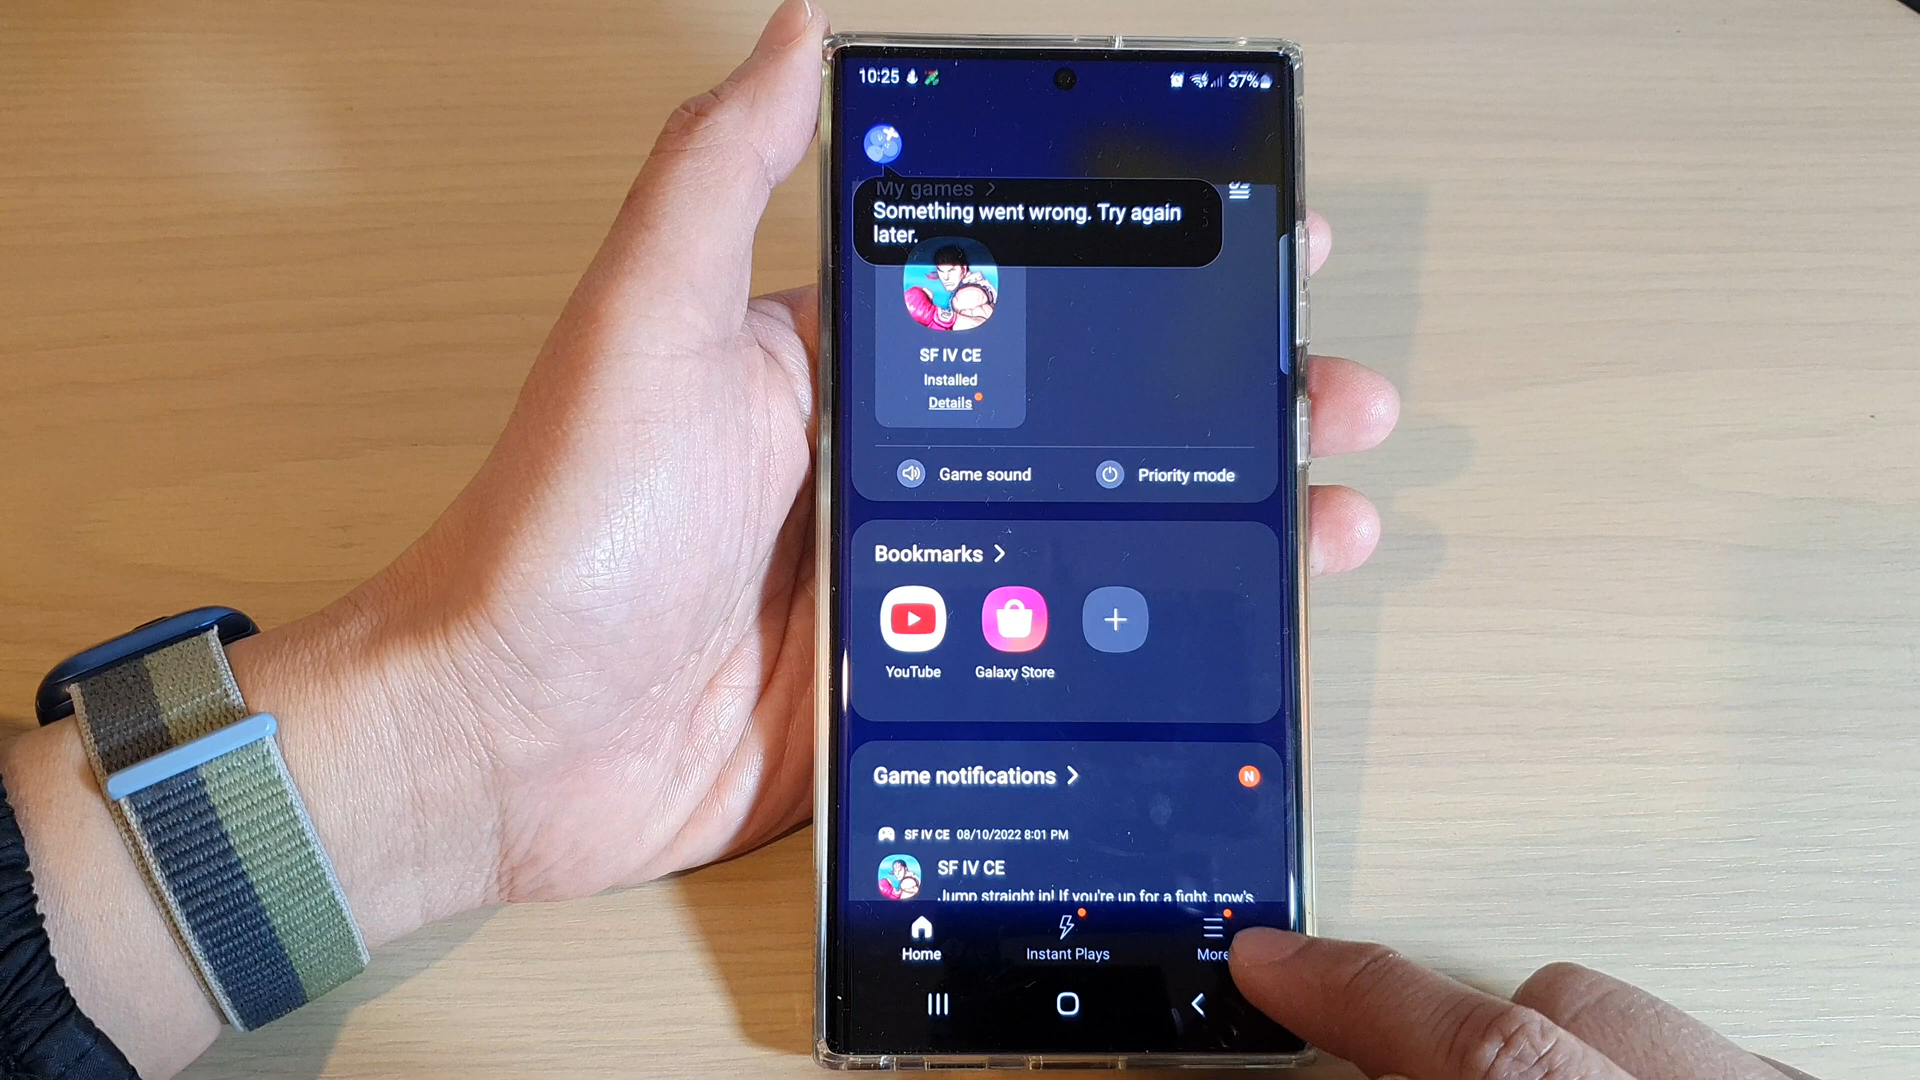 10:25
37%
My games >
Something went wrong. Try again
later.
SF IV CE
Installed
Details
Game sound
Priority mode
Bookmarks >
YouTube
Galaxy Store
Game notifications >
N
SF IV CE 08/10/2022 8:01 PM
SF IV CE
Jump straight in! If you're up for a fight, now's
Home
Instant Plays
More